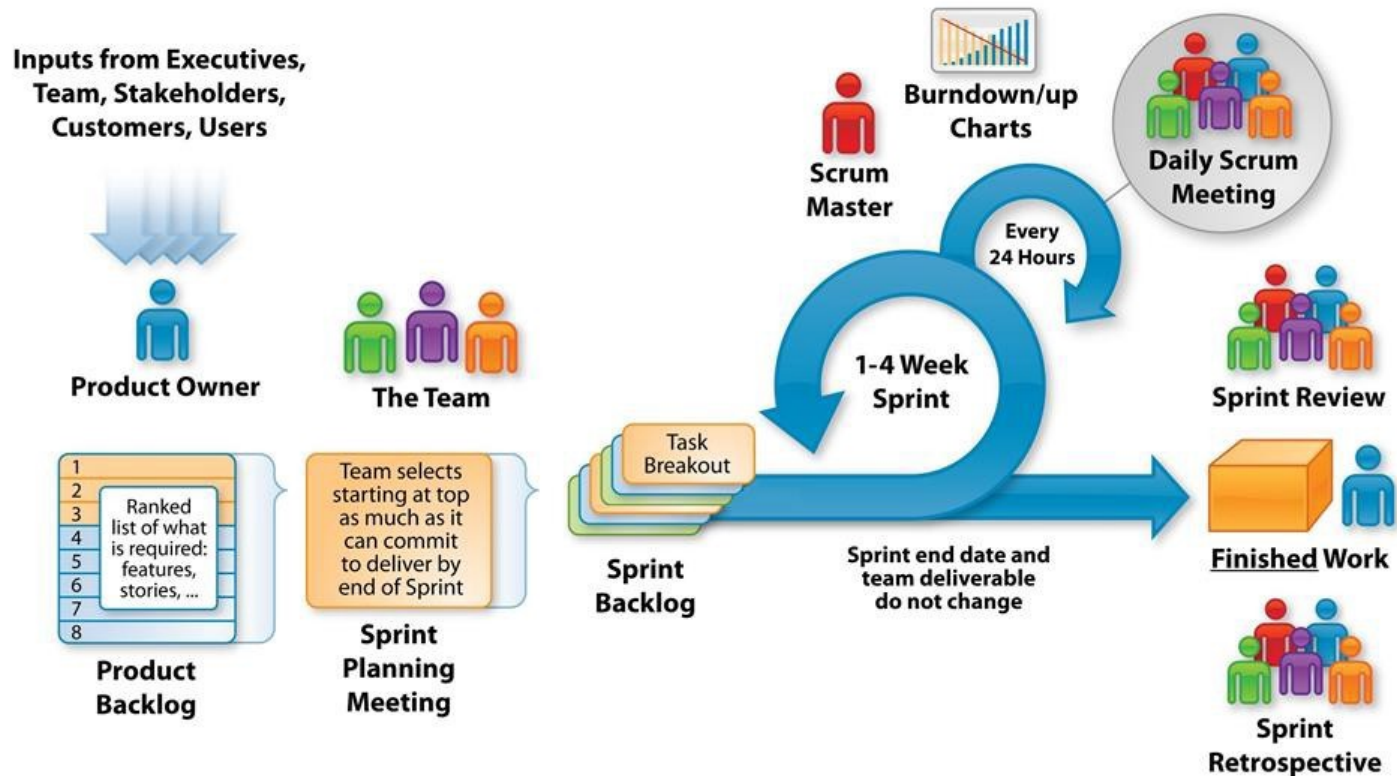 Inputs from Executives,
Team, Stakeholders,
Customers, Users
Product Owner
The Team
1
2
3
4
5
6
7
8
Ranked
list of what
is required:
features,
stories, ...
Product
Backlog
Team selects
starting at top
as much as it
can commit
to deliver by
end of Sprint
Sprint
Planning
Meeting
Task
Breakout
Sprint
Backlog
Scrum
Master
Burndown/up
Charts
Daily Scrum
Meeting
Every
24 Hours
1-4 Week
Sprint
Sprint end date and
team deliverable
do not change
Sprint Review
Finished Work
Sprint
Retrospective